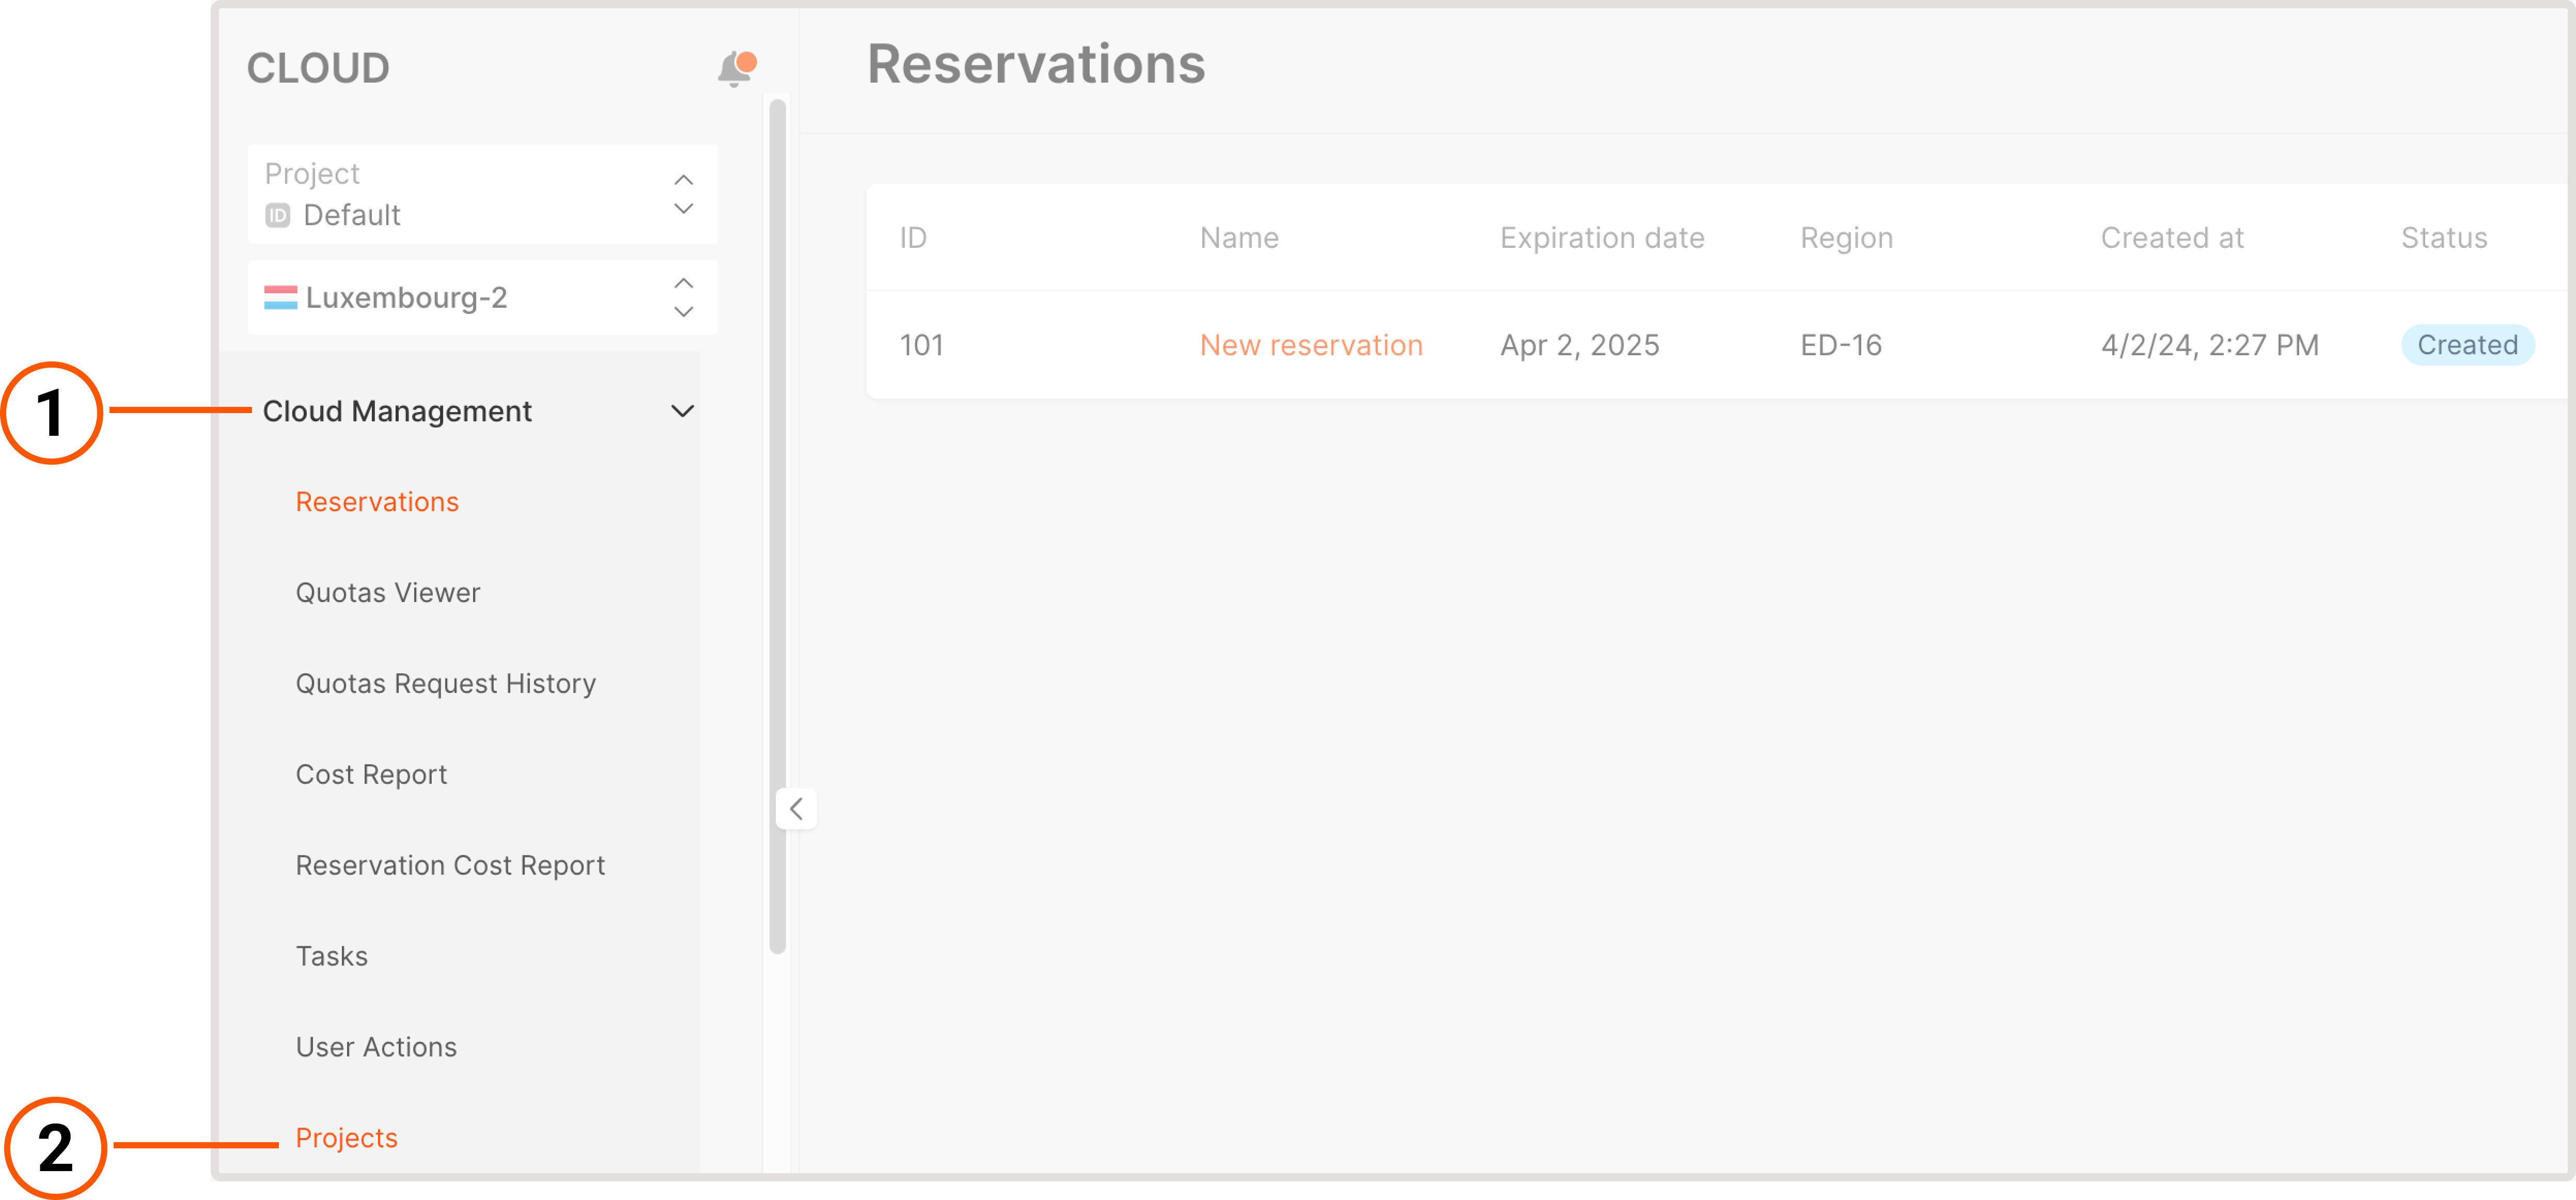 CLOUD
Project
ID Default
Luxembourg-2
1
Cloud Management
Reservations
Quotas Viewer
Quotas Request History
Cost Report
Reservation Cost Report
Tasks
User Actions
2
Projects
Reservations
ID Name Expiration date Region Created at Status
101 New reservation Apr 2, 2025 ED-16 4/2/24, 2:27 PM Created